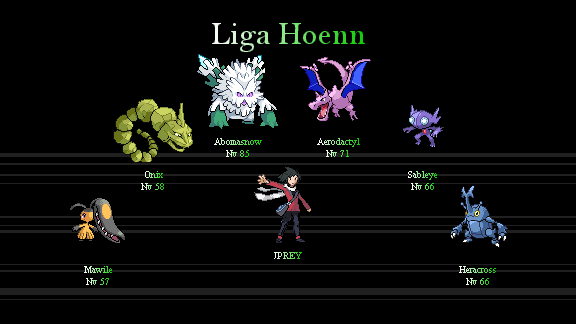 Liga Hoenn
Abomasnow
Nv 85
Aerodactyl
Nv 71
Onix
Nv 58
Sableye
Nv 66
JPREY
Mawile
Nv 57
Heracross
Nv 66